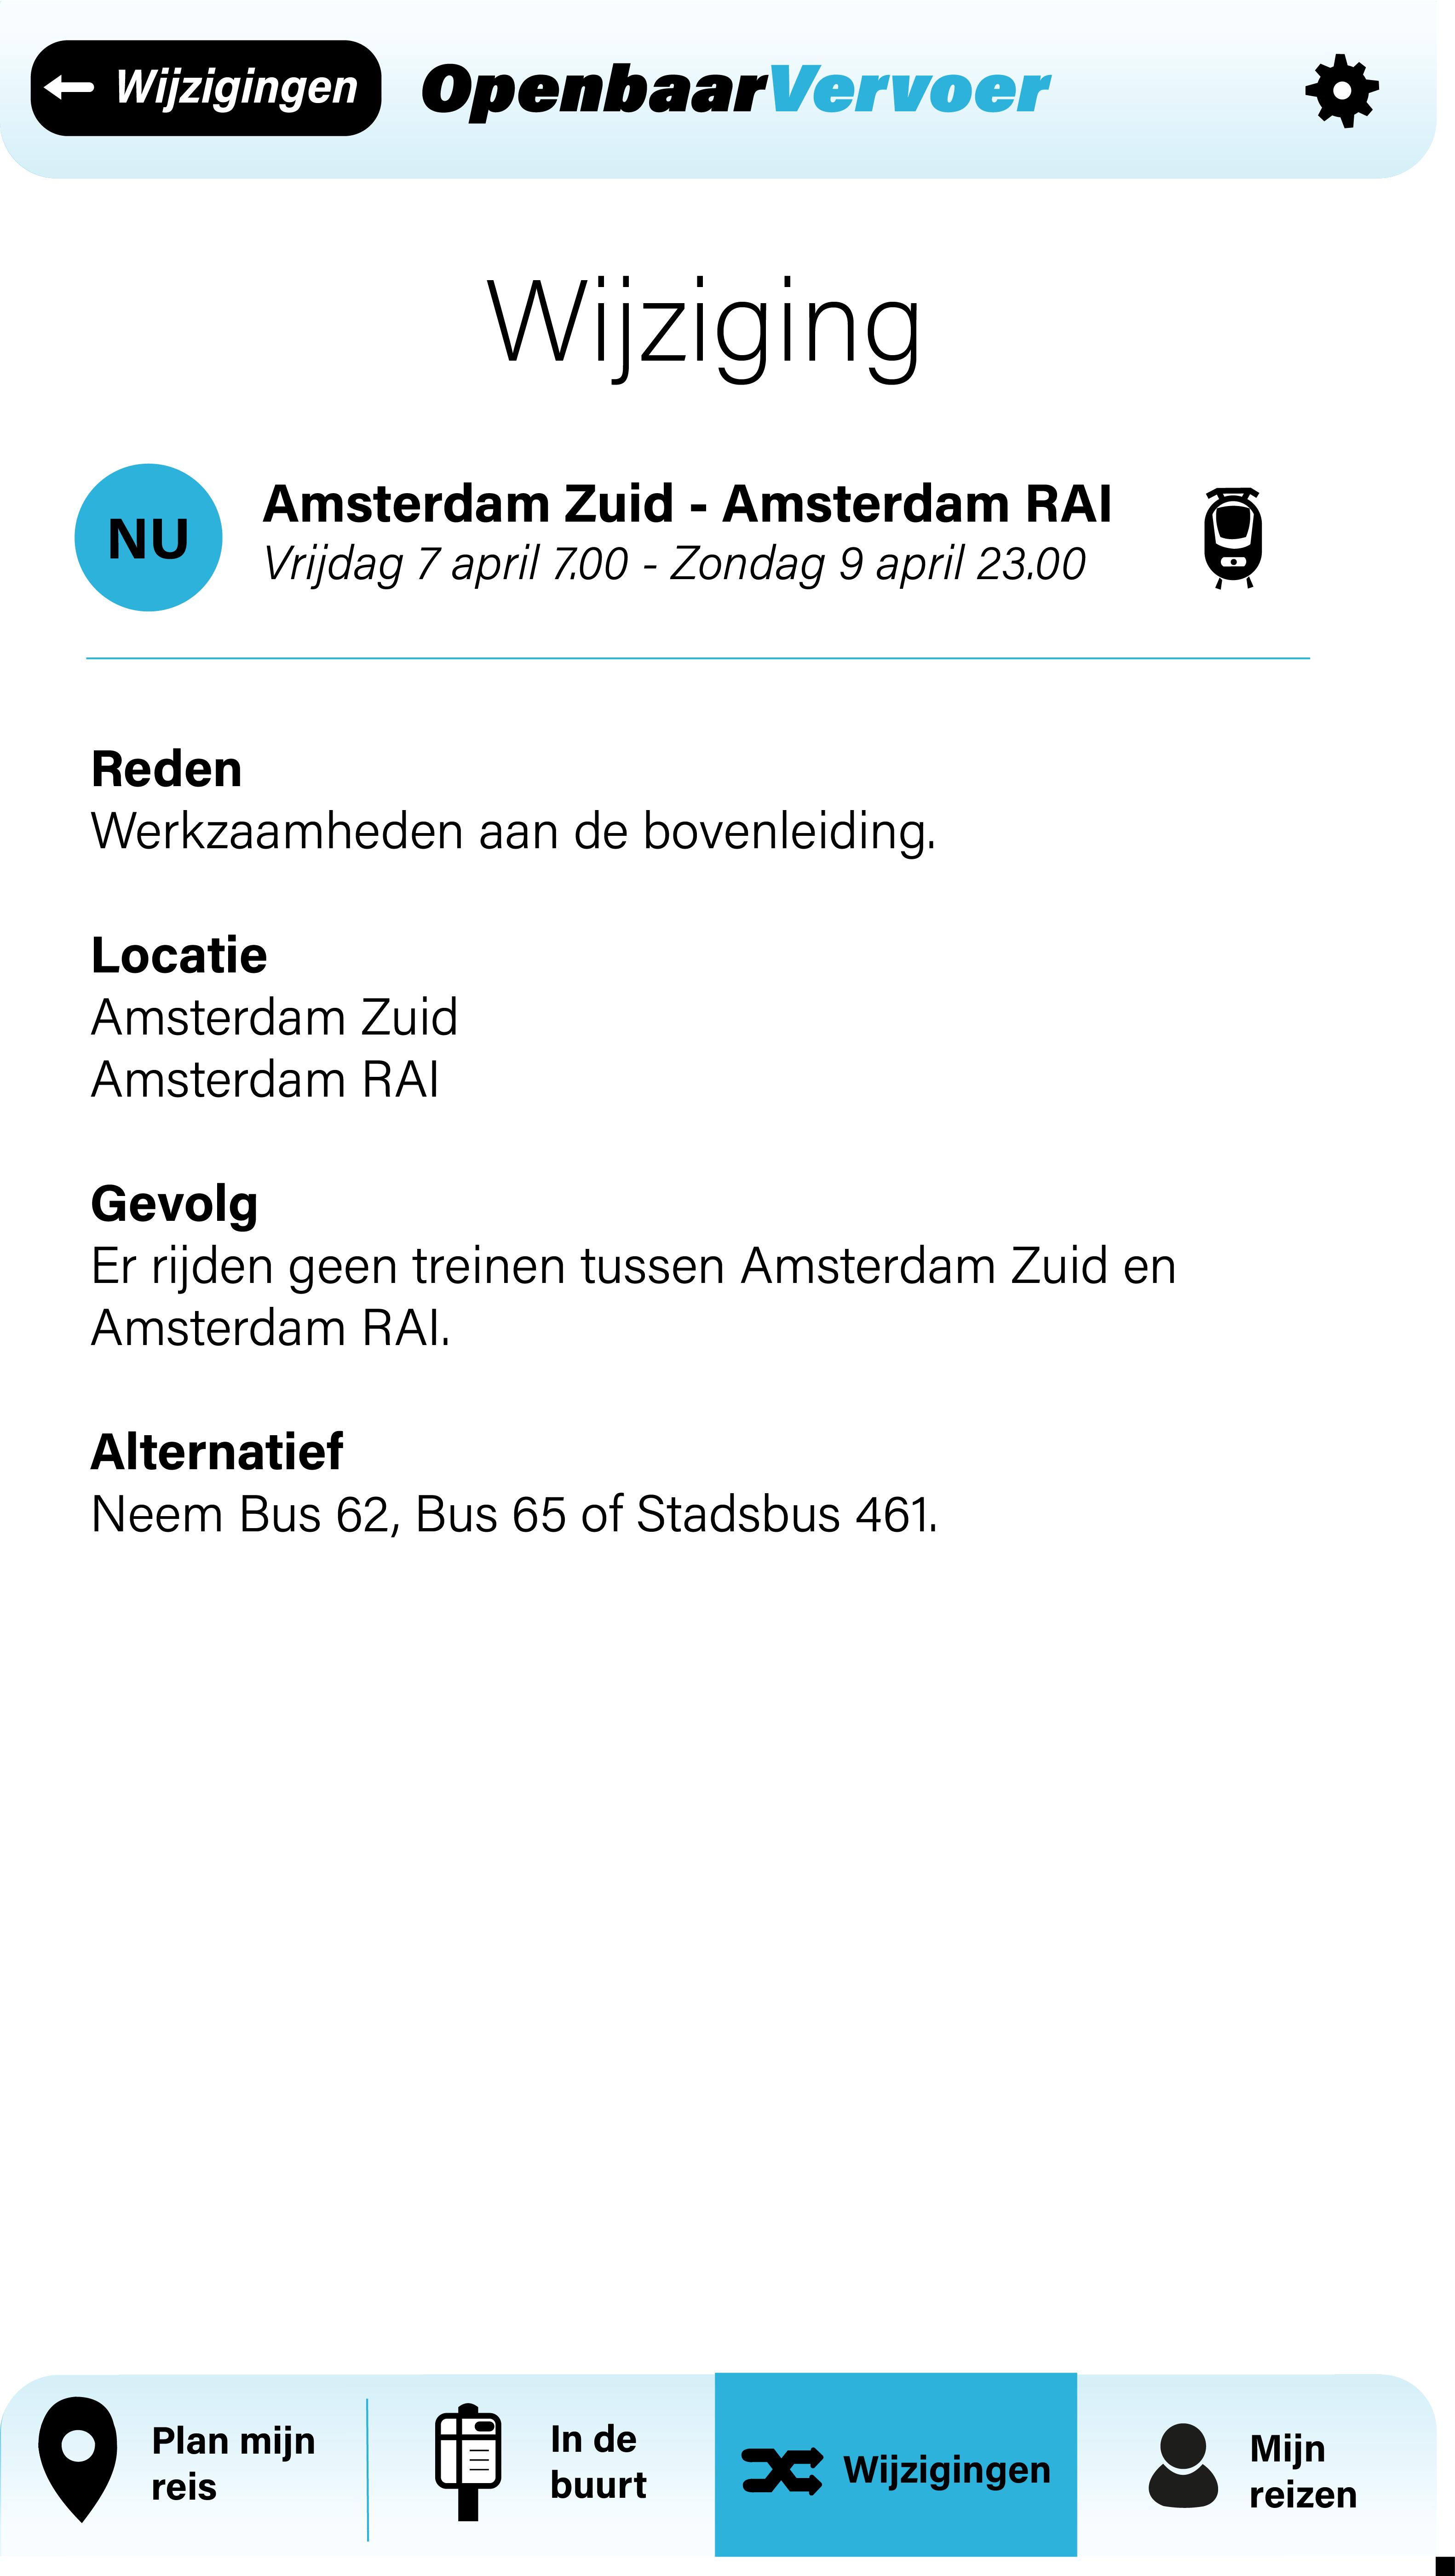 Wijzigingen
OpenbaarVervoer
Wijziging
NU
Amsterdam Zuid - Amsterdam RAI
Vrijdag 7 april 7.00 - Zondag 9 april 23.00
Reden
Werkzaamheden aan de bovenleiding.
Locatie
Amsterdam Zuid
Amsterdam RAI
Gevolg
Er rijden geen treinen tussen Amsterdam Zuid en
Amsterdam RAI.
Alternatief
Neem Bus 62, Bus 65 of Stadsbus 461.
Plan mijn
reis
In de
buurt
Wijzigingen
Mijn
reizen